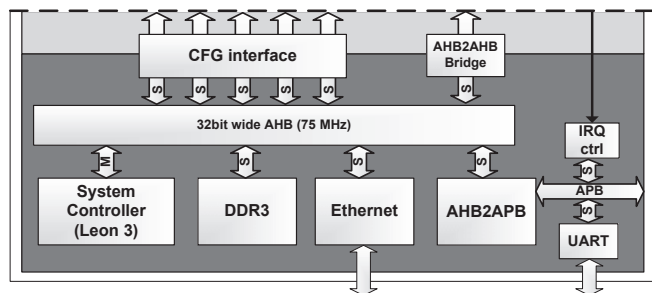 CFG interface
AHB2AHB
Bridge
S
S
S
S
S
S
32bit wide AHB (75 MHz)
IRQ
ctrl
M
S
S
S
S
System
Controller
(Leon 3)
DDR3
Ethernet
AHB2APB
APB
S
UART